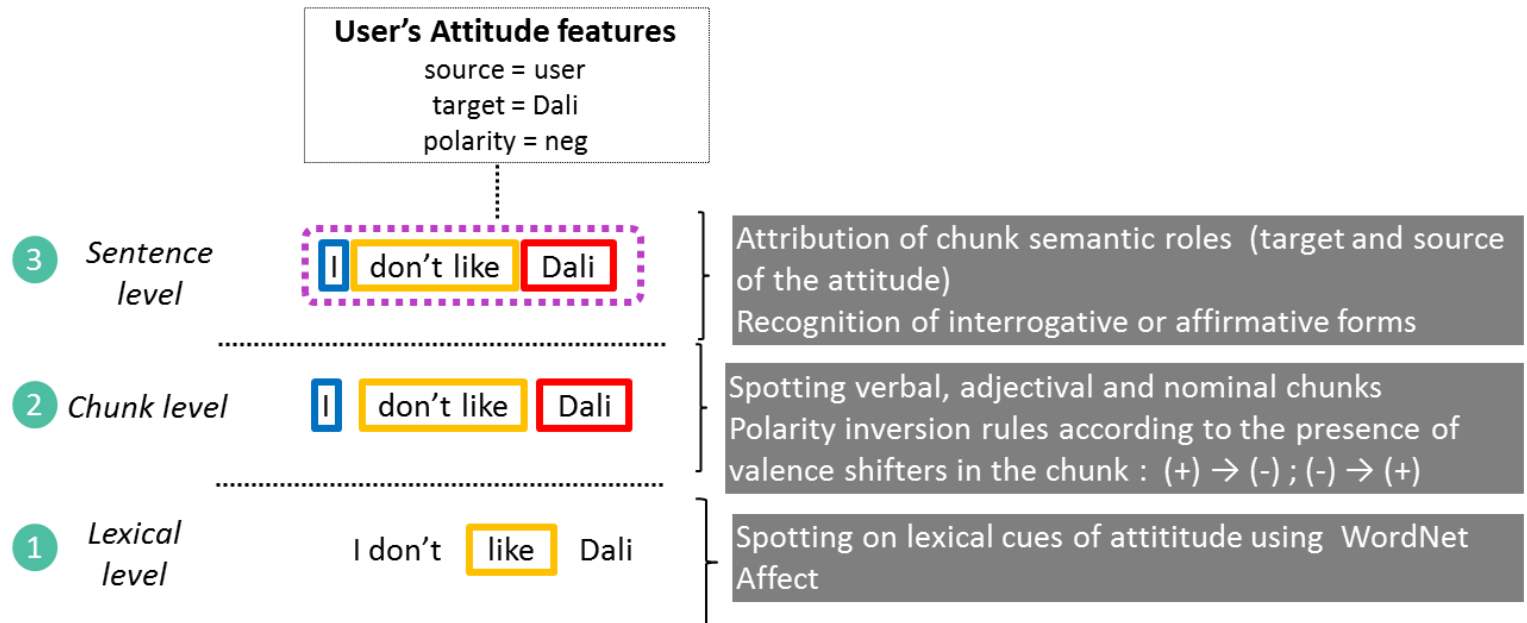 User's Attitude features
source = user
target = Dali
polarity = neg
3
Sentence
level
I don't like Dali
Attribution of chunk semantic roles (target and source
of the attitude)
Recognition of interrogative or affirmative forms
2
Chunk level
I don't like Dali
Spotting verbal, adjectival and nominal chunks
Polarity inversion rules according to the presence of
valence shifters in the chunk : (+) → (-) ; (-) → (+)
1
Lexical
level
I don't like Dali
Spotting on lexical cues of attititude using WordNet
Affect